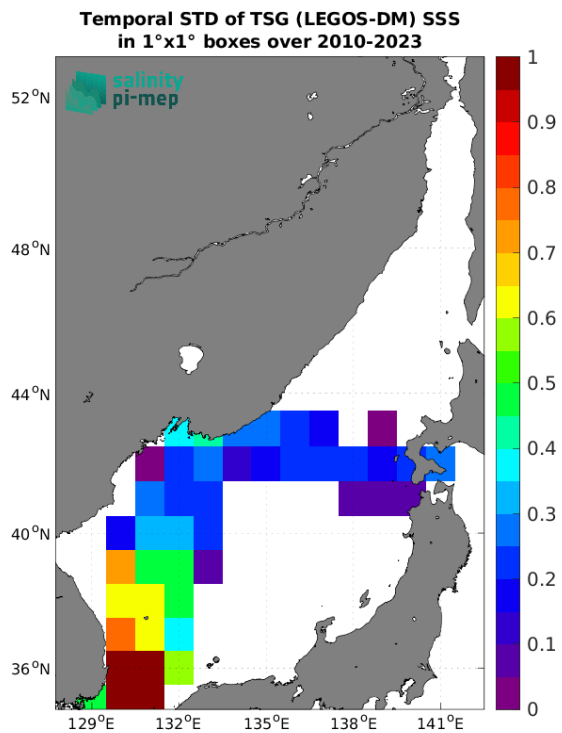 Temporal STD of TSG (LEGOS-DM) SSS
in 1°x1° boxes over 2010-2023
salinity
pi-mep
52°N
48°N
44°N
40°N
36°N
129°E
132°E
135°E
138°E
141°E
1
0.9
0.8
0.7
0.6
0.5
0.4
0.3
0.2
0.1
0